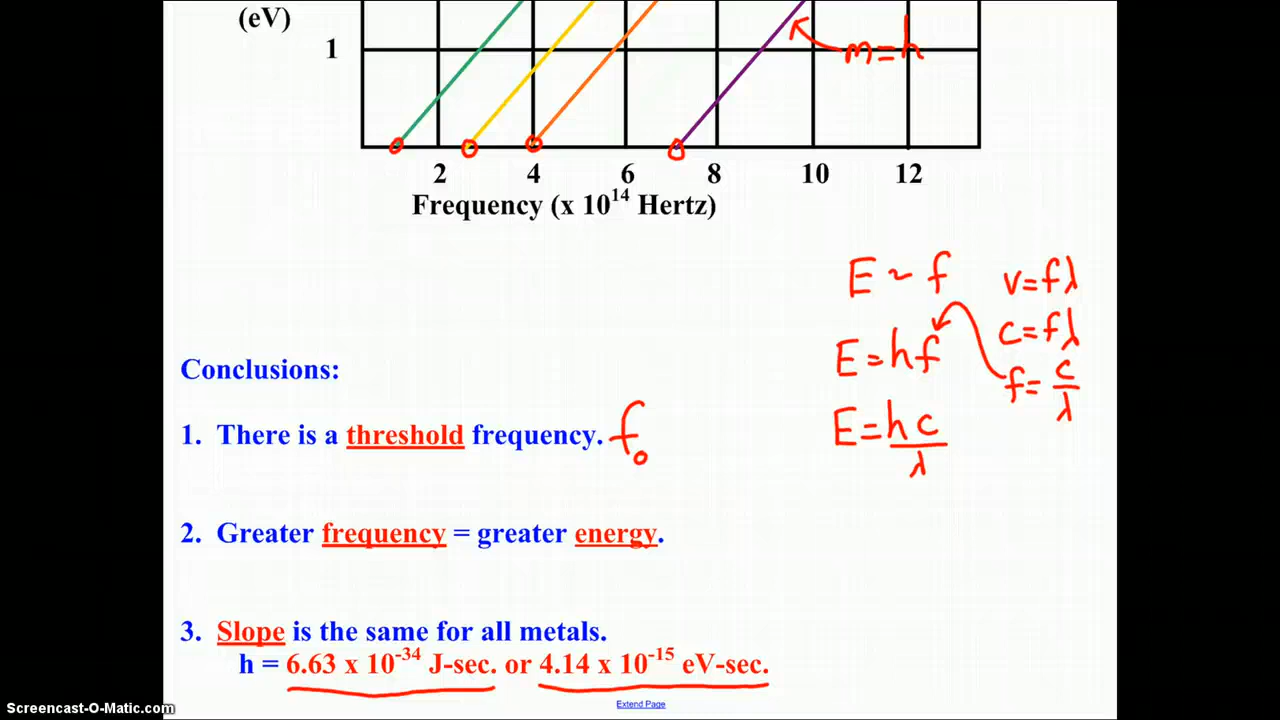 (eV)
1
m=h
2 4 6 8 10 12
Frequency (x 10¹⁴ Hertz)
E ~ f
v=fλ
c=fλ
E=hf
f=c/λ
E=hc/λ
Conclusions:
1. There is a threshold frequency. f₀
2. Greater frequency = greater energy.
3. Slope is the same for all metals.
h = 6.63 x 10⁻³⁴ J-sec. or 4.14 x 10⁻¹⁵ eV-sec.
Extend Page
Screencast-O-Matic.com